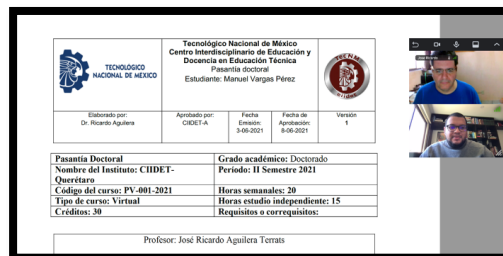 TECNOLÓGICO
NACIONAL DE MÉXICO
Tecnológico Nacional de México
Centro Interdisciplinario de Educación y
Docencia en Educación Técnica
Pasantía doctoral
Estudiante: Manuel Vargas
Pérez
Elaborado por:
Dr. Ricardo Aguilera
Aprobado por:
CIIDET-A
Fecha
Emisión:
3-06-2021
Fecha de
Aprobación:
8-06-2021
Versión
1
Pasantía Doctoral
Grado académico: Doctorado
Nombre del Instituto: CIIDET-
Querétaro
Período: II Semestre 2021
Código del curso: PV-001-2021
Horas semanales: 20
Tipo de curso: Virtual
Horas estudio independiente: 15
Créditos: 30
Requisitos o correquisitos:
Profesor: José Ricardo Aguilera Terrats